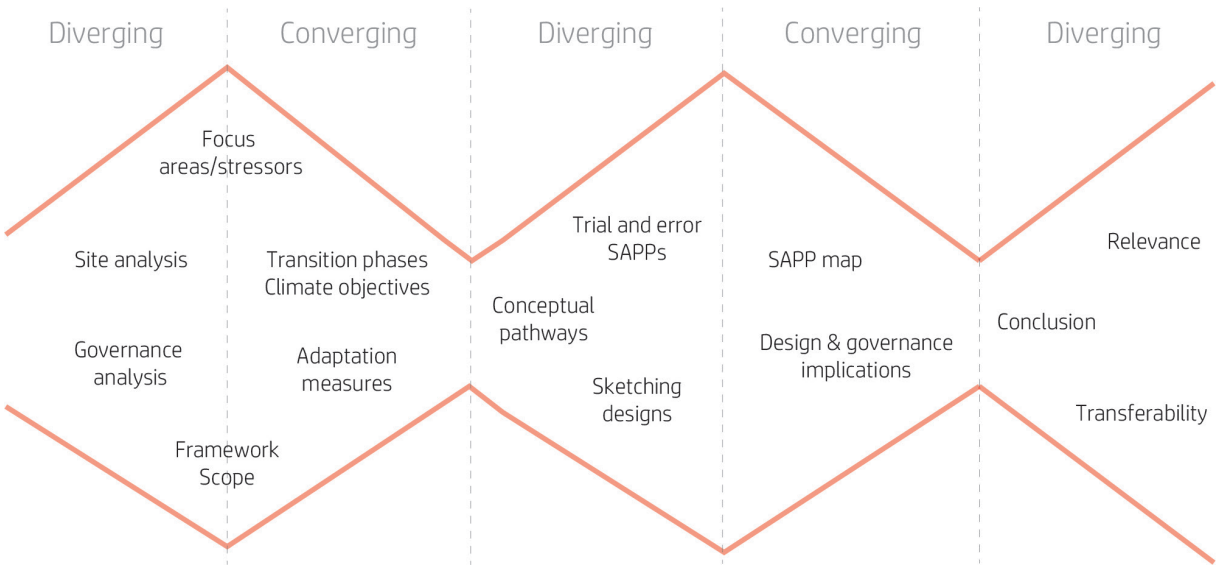 Diverging
Converging
Diverging
Converging
Diverging
Focus
areas/stressors
Site analysis
Governance
analysis
Framework
Scope
Transition phases
Climate objectives
Adaptation
measures
Conceptual
pathways
Trial and error
SAPPs
Sketching
designs
SAPP map
Design & governance
implications
Conclusion
Relevance
Transferability